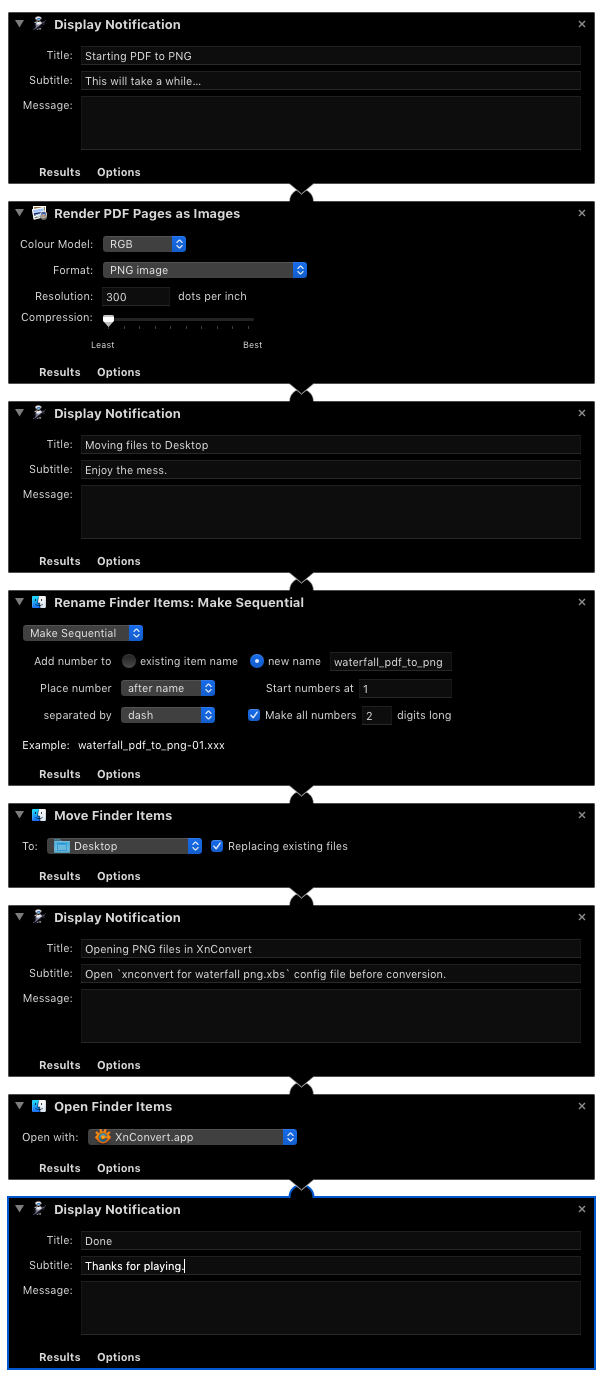 Display Notification
Title: Starting PDF to PNG
Subtitle: This will take a while...
Message:
Results Options
Render PDF Pages as Images
Colour Model: RGB
Format: PNG image
Resolution: 300 dots per inch
Compression:
Least Best
Results Options
Display Notification
Title: Moving files to Desktop
Subtitle: Enjoy the mess.
Message:
Results Options
Rename Finder Items: Make Sequential
Make Sequential
Add number to existing item name new name waterfall_pdf_to_png
Place number after name Start numbers at 1
separated by dash Make all numbers 2 digits long
Example: waterfall_pdf_to_png-01.xxx
Results Options
Move Finder Items
To: Desktop Replacing existing files
Results Options
Display Notification
Title: Opening PNG files in XnConvert
Subtitle: Open `xnconvert for waterfall png.xbs` config file before conversion.
Message:
Results Options
Open Finder Items
Open with: XnConvert.app
Results Options
Display Notification
Title: Done
Subtitle: Thanks for playing.
Message:
Results Options